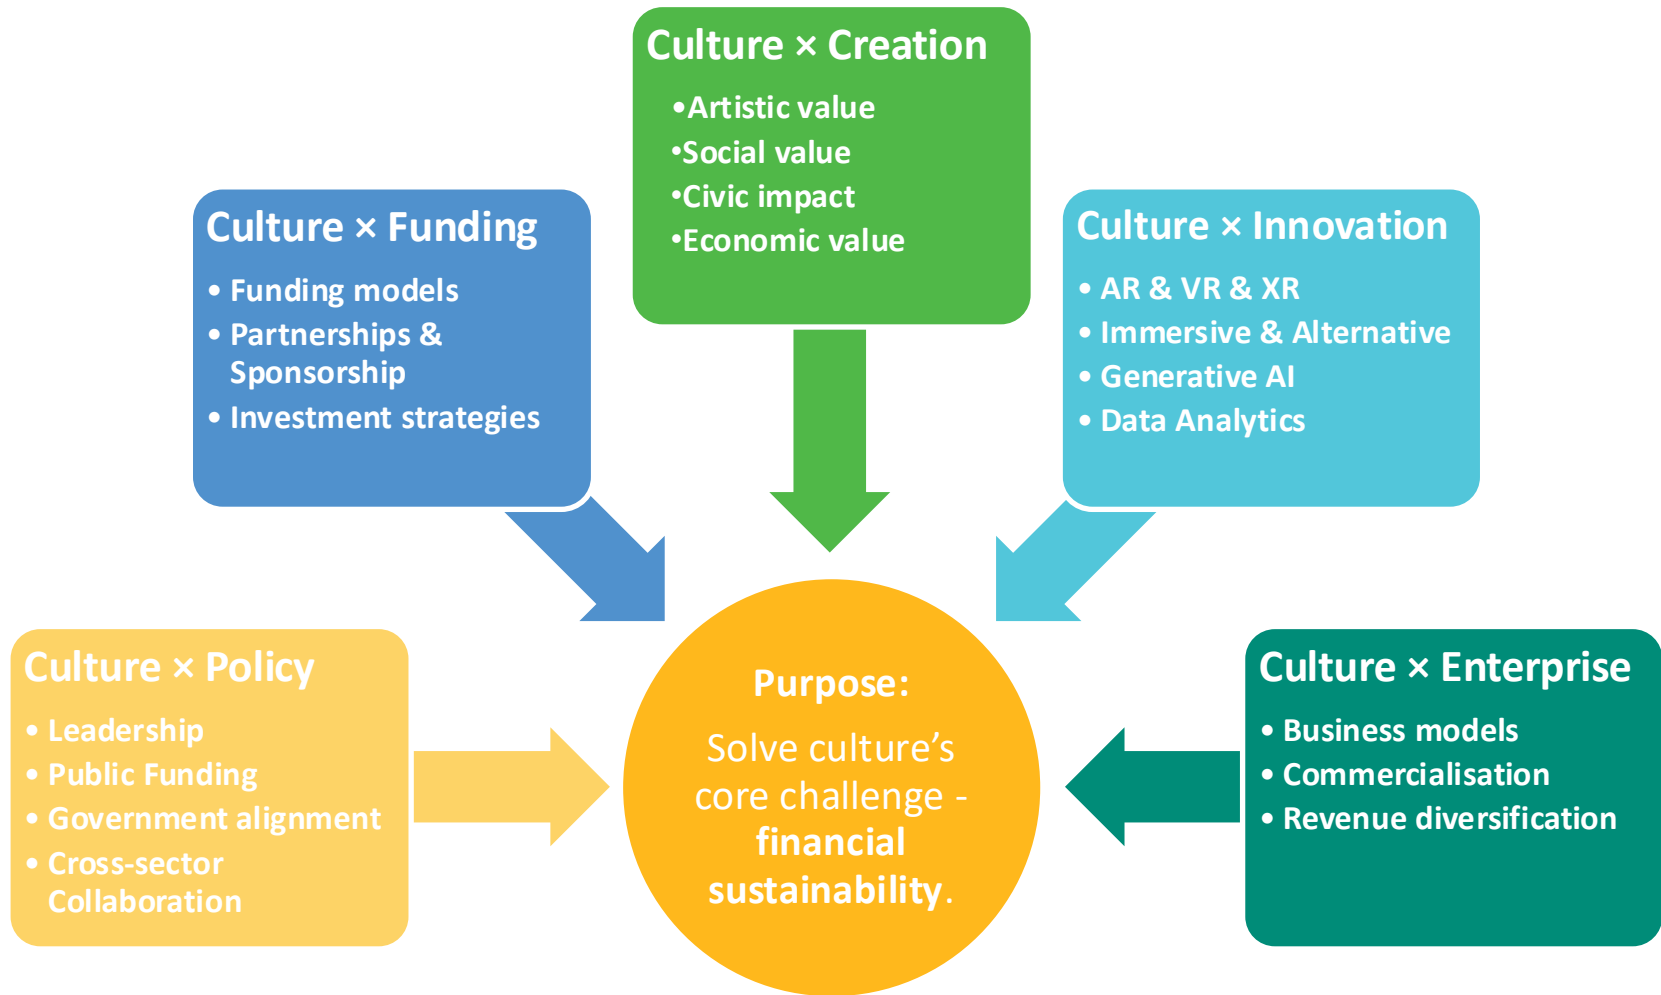 Culture × Creation
•Artistic value
•Social value
•Civic impact
•Economic value
Culture × Funding
• Funding models
• Partnerships &
Sponsorship
• Investment strategies
Culture × Innovation
• AR & VR & XR
• Immersive & Alternative
• Generative AI
• Data Analytics
Culture × Policy
• Leadership
• Public Funding
• Government alignment
• Cross-sector
Collaboration
Purpose:
Solve culture’s
core challenge -
financial
sustainability.
Culture × Enterprise
• Business models
• Commercialisation
• Revenue diversification